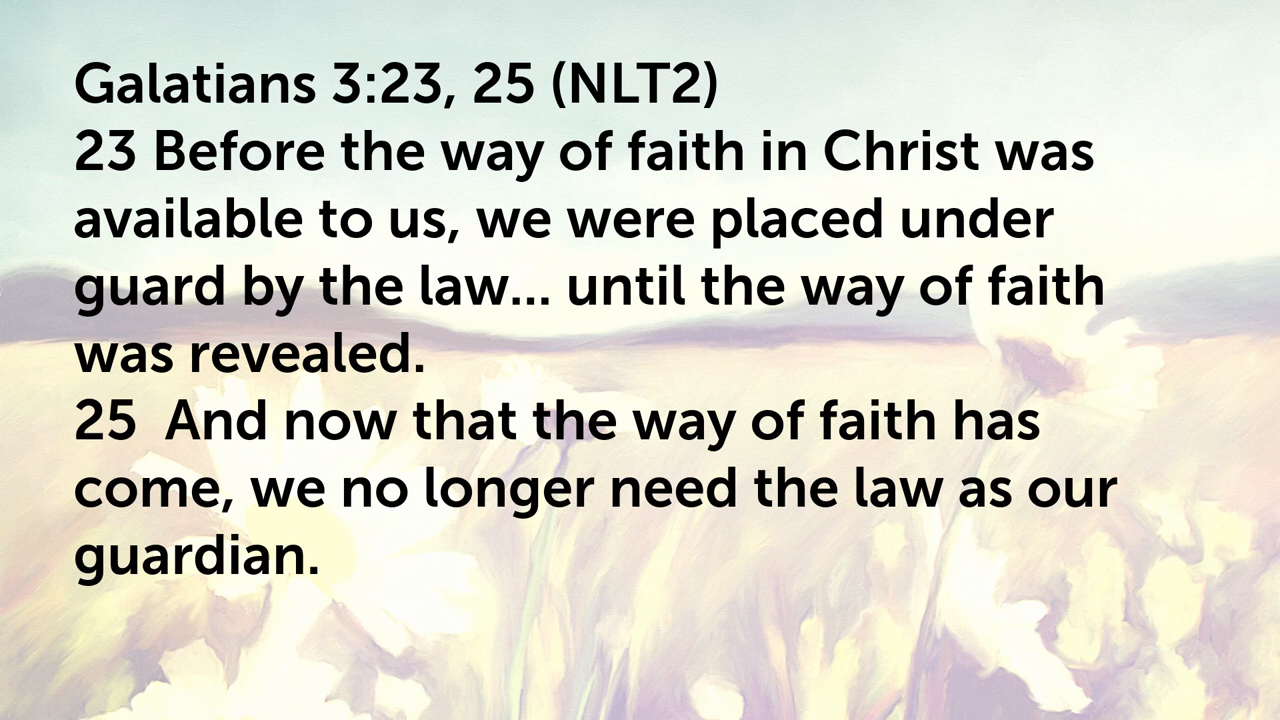 Galatians 3:23, 25 (NLT2)
23 Before the way of faith in Christ was
available to us, we were placed under
guard by the law... until the way of faith
was revealed.
25  And now that the way of faith has
come, we no longer need the law as our
guardian.